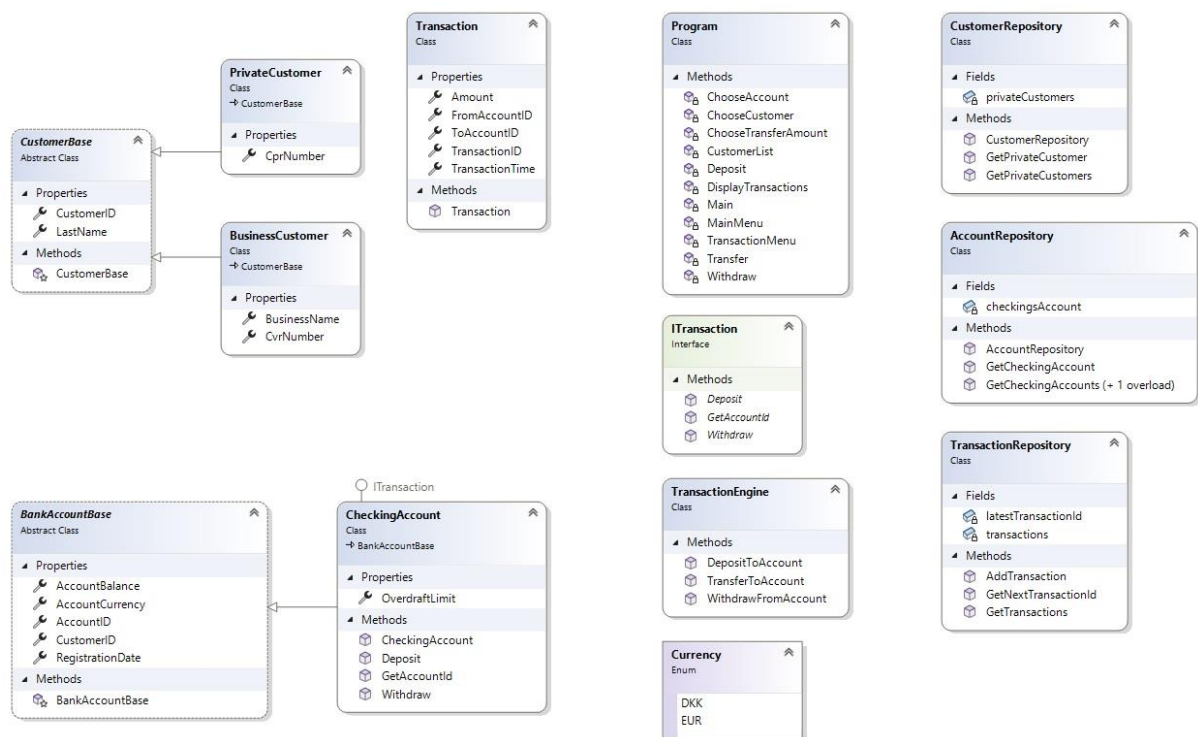 CustomerBase
Abstract Class
Properties
CustomerID
LastName
Methods
CustomerBase
PrivateCustomer
Class
CustomerBase
Properties
CprNumber
BusinessCustomer
Class
CustomerBase
Properties
BusinessName
CvrNumber
Transaction
Class
Properties
Amount
FromAccountID
ToAccountID
TransactionID
TransactionTime
Methods
Transaction
BankAccountBase
Abstract Class
Properties
AccountBalance
AccountCurrency
AccountID
CustomerID
RegistrationDate
Methods
BankAccountBase
ITransaction
CheckingAccount
Class
BankAccountBase
Properties
OverdraftLimit
Methods
CheckingAccount
Deposit
GetAccountId
Withdraw
Program
Class
Methods
ChooseAccount
ChooseCustomer
ChooseTransferAmount
CustomerList
Deposit
DisplayTransactions
Main
MainMenu
TransactionMenu
Transfer
Withdraw
ITransaction
Interface
Methods
Deposit
GetAccountId
Withdraw
TransactionEngine
Class
Methods
DepositToAccount
TransferToAccount
WithdrawFromAccount
Currency
Enum
DKK
EUR
CustomerRepository
Class
Fields
privateCustomers
Methods
CustomerRepository
GetPrivateCustomer
GetPrivateCustomers
AccountRepository
Class
Fields
checkingsAccount
Methods
AccountRepository
GetCheckingAccount
GetCheckingAccounts (+ 1 overload)
TransactionRepository
Class
Fields
latestTransactionId
transactions
Methods
AddTransaction
GetNextTransactionId
GetTransactions